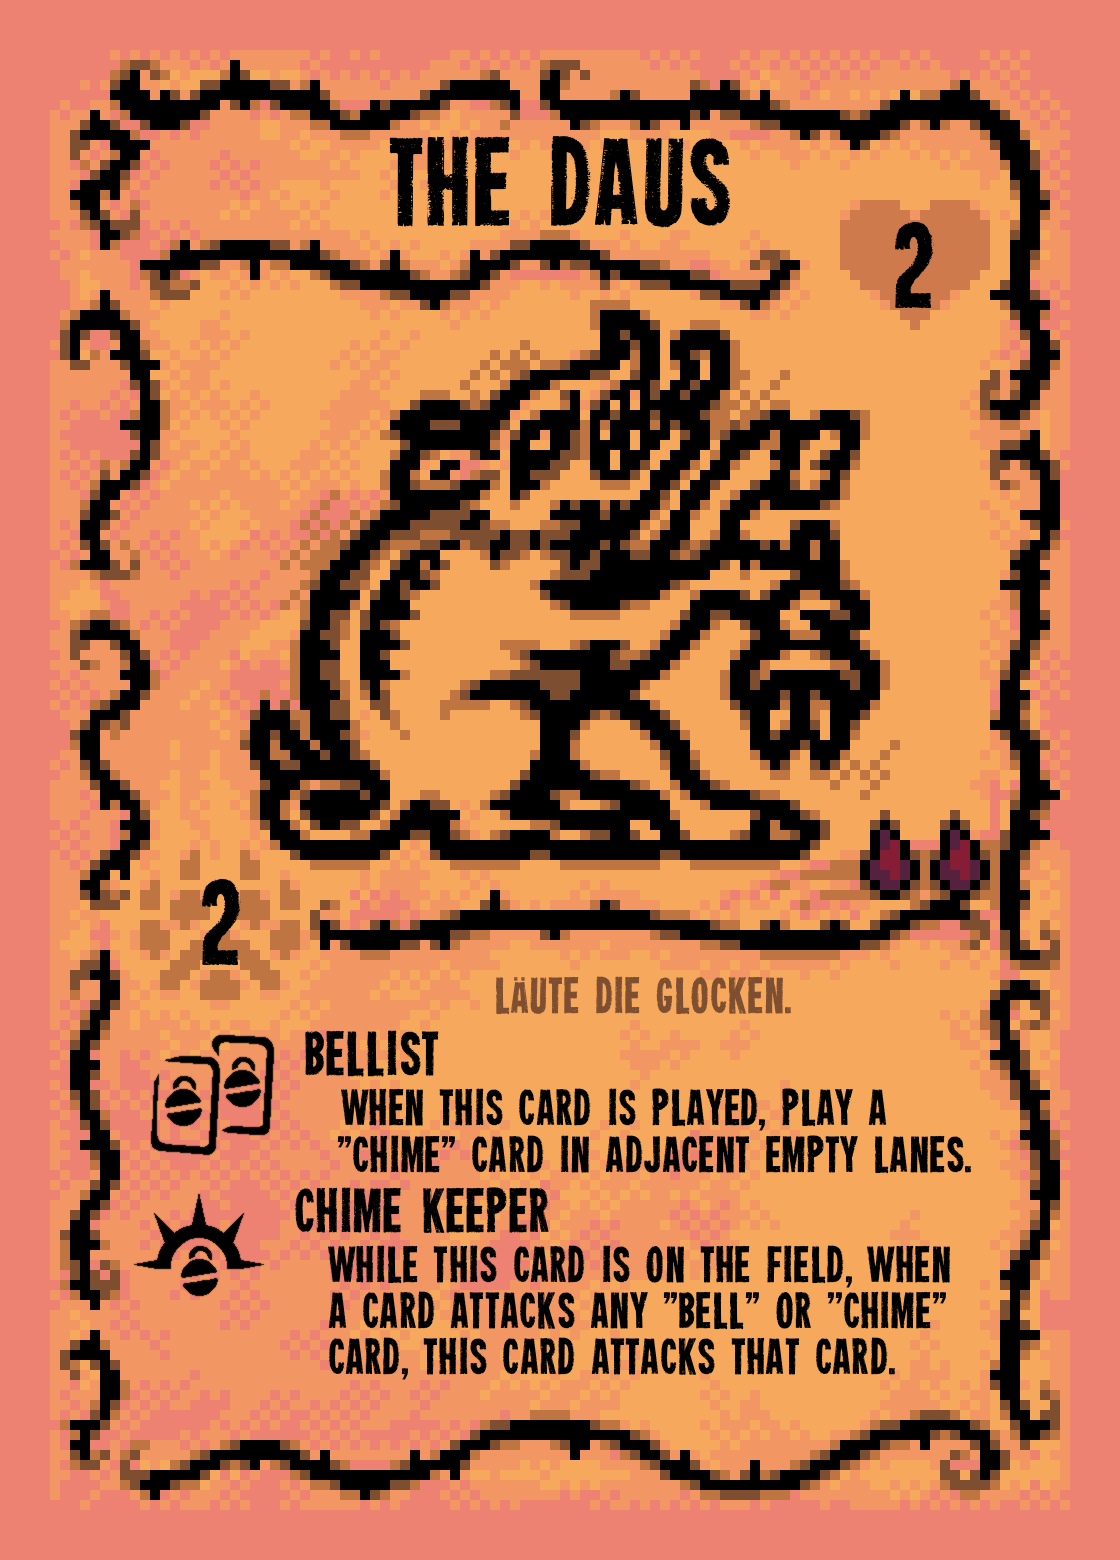 THE DAUS
2
2
LÄUTE DIE GLOCKEN.
BELLIST
WHEN THIS CARD IS PLAYED, PLAY A
"CHIME" CARD IN ADJACENT EMPTY LANES.
CHIME KEEPER
WHILE THIS CARD IS ON THE FIELD, WHEN
A CARD ATTACKS ANY "BELL" OR "CHIME"
CARD, THIS CARD ATTACKS THAT CARD.